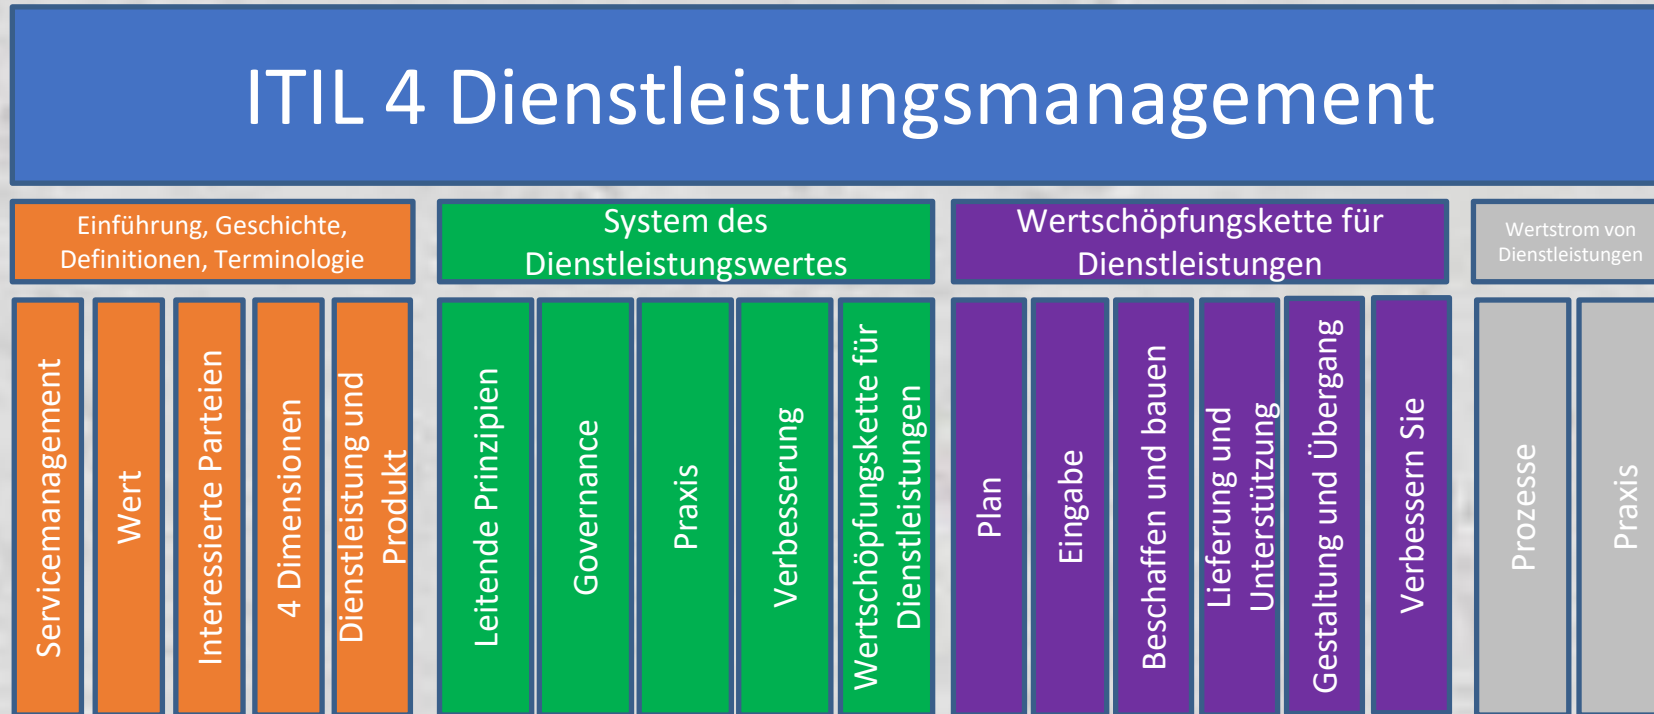 ITIL 4 Dienstleistungsmanagement
Einführung, Geschichte,
Definitionen, Terminologie
System des
Dienstleistungswertes
Wertschöpfungskette für
Dienstleistungen
Wertstrom von
Dienstleistungen
Servicemanagement
Wert
Interessierte Parteien
4 Dimensionen
Dienstleistung und
Produkt
Leitende Prinzipien
Governance
Praxis
Verbesserung
Wertschöpfungskette für
Dienstleistungen
Plan
Eingabe
Beschaffen und bauen
Lieferung und
Unterstützung
Gestaltung und Übergang
Verbessern Sie
Prozesse
Praxis